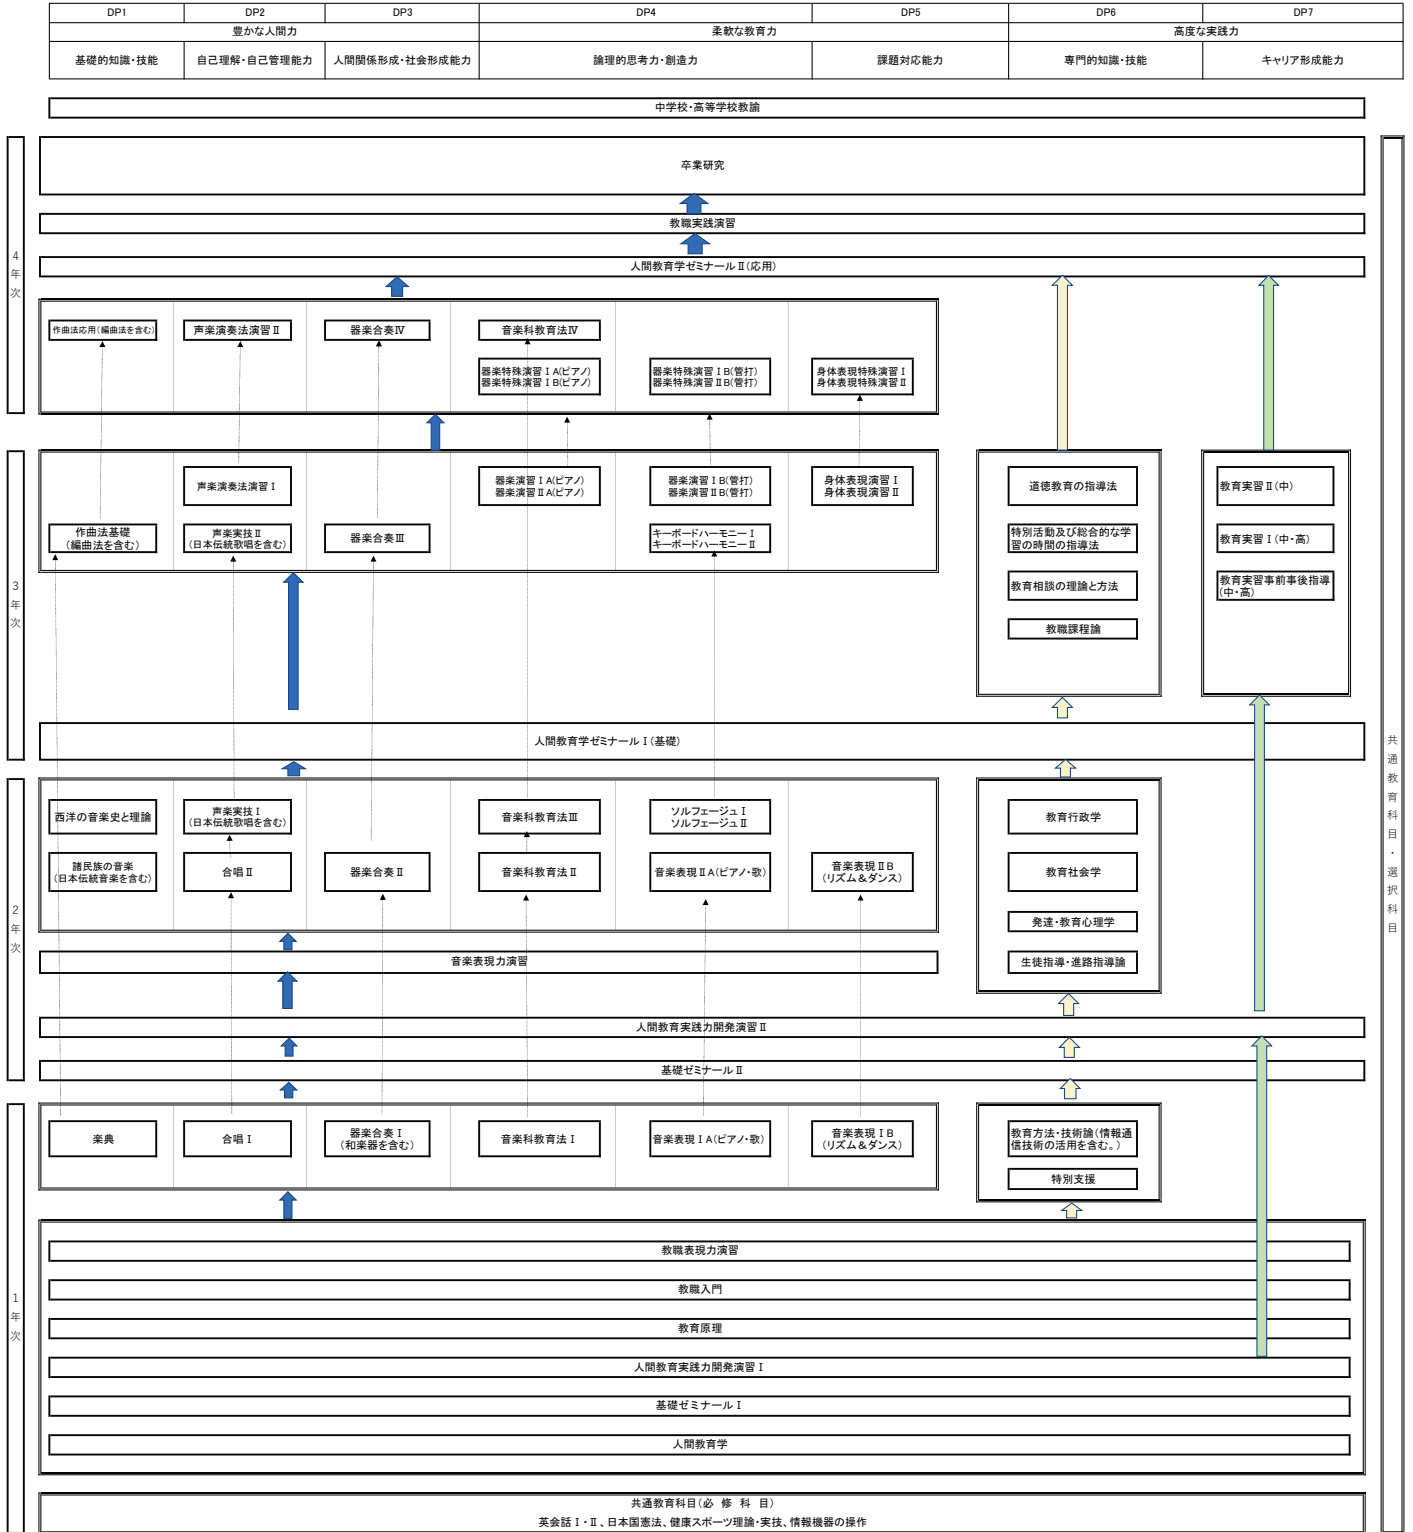 DP1 DP2 DP3 DP4 DP5 DP6 DP7
豊かな人間力 柔軟な教育力 高度な実践力
基礎的知識・技能 自己理解・自己管理能力 人間関係形成・社会形成能力 論理的思考力・創造力 課題対応能力 専門的知識・技能 キャリア形成能力
中学校・高等学校教諭
4年次
卒業研究
教職実践演習
人間教育学ゼミナールⅡ(応用)
作曲法応用(編曲法を含む) 声楽演奏法演習Ⅱ 器楽合奏Ⅳ 音楽科教育法Ⅳ
器楽特殊演習ⅠA(ピアノ) 器楽特殊演習ⅠB(管打) 身体表現特殊演習Ⅰ
器楽特殊演習ⅠB(ピアノ) 器楽特殊演習ⅡB(管打) 身体表現特殊演習Ⅱ
3年次
声楽演奏法演習Ⅰ
器楽演習ⅠA(ピアノ) 器楽演習ⅠB(管打) 身体表現演習Ⅰ
器楽演習ⅡA(ピアノ) 器楽演習ⅡB(管打) 身体表現演習Ⅱ
道徳教育の指導法 教育実習Ⅱ(中)
作曲法基礎
(編曲法を含む)
声楽実技Ⅱ
(日本伝統歌唱を含む)
器楽合奏Ⅲ
キーボードハーモニーⅠ
キーボードハーモニーⅡ
特別活動及び総合的な学
習の時間の指導法
教育実習Ⅰ(中・高)
教育相談の理論と方法
教育実習事前事後指導
(中・高)
教職課程論
人間教育学ゼミナールⅠ(基礎)
共通教育科目・選択科目
2年次
西洋の音楽史と理論
声楽実技Ⅰ
(日本伝統歌唱を含む)
音楽科教育法Ⅲ
ソルフェージュⅠ
ソルフェージュⅡ
教育行政学
諸民族の音楽
(日本伝統音楽を含む)
合唱Ⅱ
器楽合奏Ⅱ
音楽科教育法Ⅱ
音楽表現ⅡA(ピアノ・歌)
音楽表現ⅡB
(リズム&ダンス)
教育社会学
発達・教育心理学
音楽表現力演習
生徒指導・進路指導論
人間教育実践力開発演習Ⅱ
基礎ゼミナールⅡ
1年次
楽典
合唱Ⅰ
器楽合奏Ⅰ
(和楽器を含む)
音楽科教育法Ⅰ
音楽表現ⅠA(ピアノ・歌)
音楽表現ⅠB
(リズム&ダンス)
教育方法・技術論(情報通
信技術の活用を含む。)
特別支援
教職表現力演習
教職入門
教育原理
人間教育実践力開発演習Ⅰ
基礎ゼミナールⅠ
人間教育学
共通教育科目(必 修 科 目)
英会話Ⅰ・Ⅱ、日本国憲法、健康スポーツ理論・実技、情報機器の操作